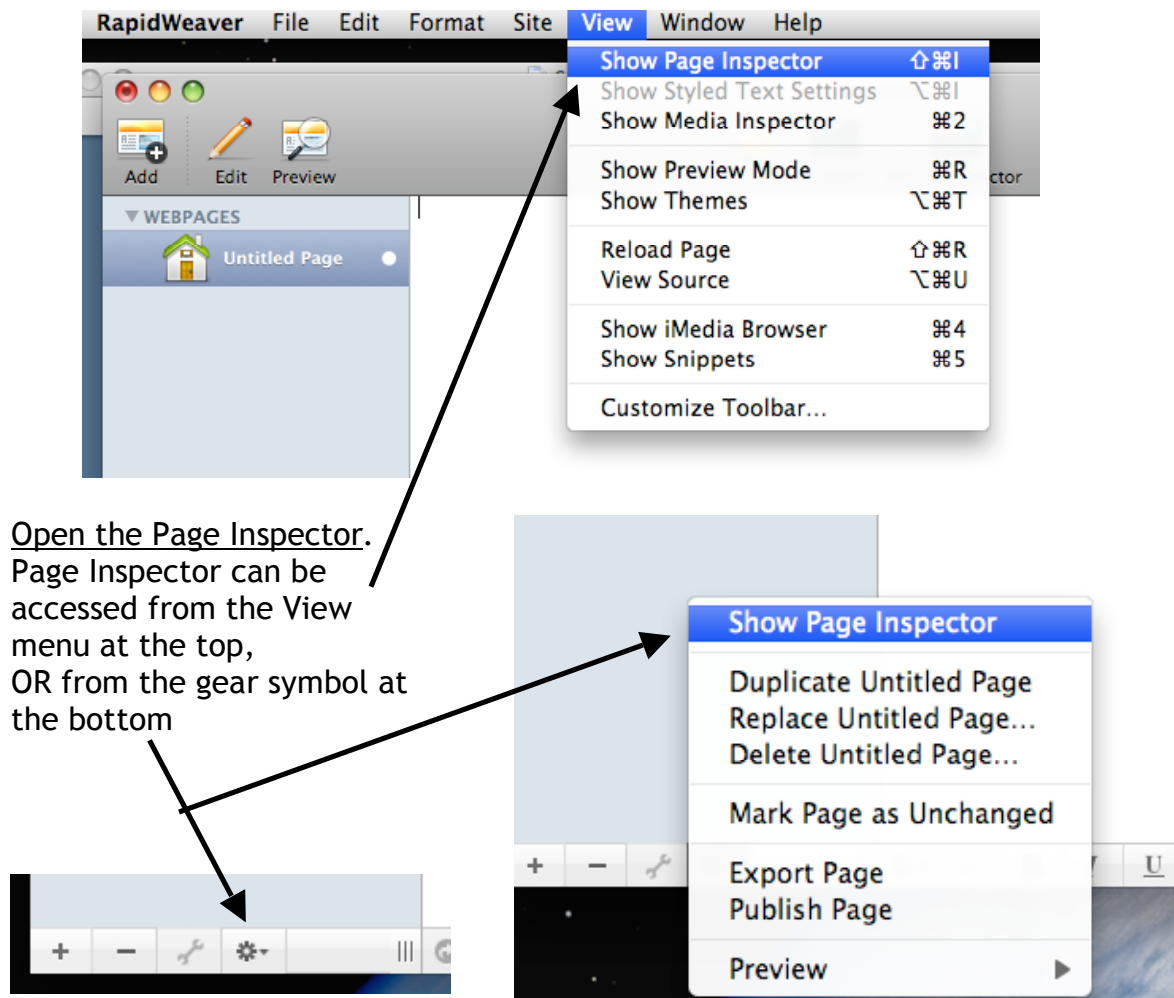 RapidWeaver File Edit Format Site View Window Help
Show Page Inspector ⇧⌘I
Show Styled Text Settings ⌥⌘I
Show Media Inspector ⌘2
Show Preview Mode ⌘R
Show Themes ⌥⌘T
Reload Page ⇧⌘R
View Source ⌥⌘U
Show iMedia Browser ⌘4
Show Snippets ⌘5
Customize Toolbar...
Add Edit Preview
ctor
WEBPAGES
Untitled Page
Open the Page Inspector.
Page Inspector can be
accessed from the View
menu at the top,
OR from the gear symbol at
the bottom
Show Page Inspector
Duplicate Untitled Page
Replace Untitled Page...
Delete Untitled Page...
Mark Page as Unchanged
Export Page
Publish Page
Preview
U